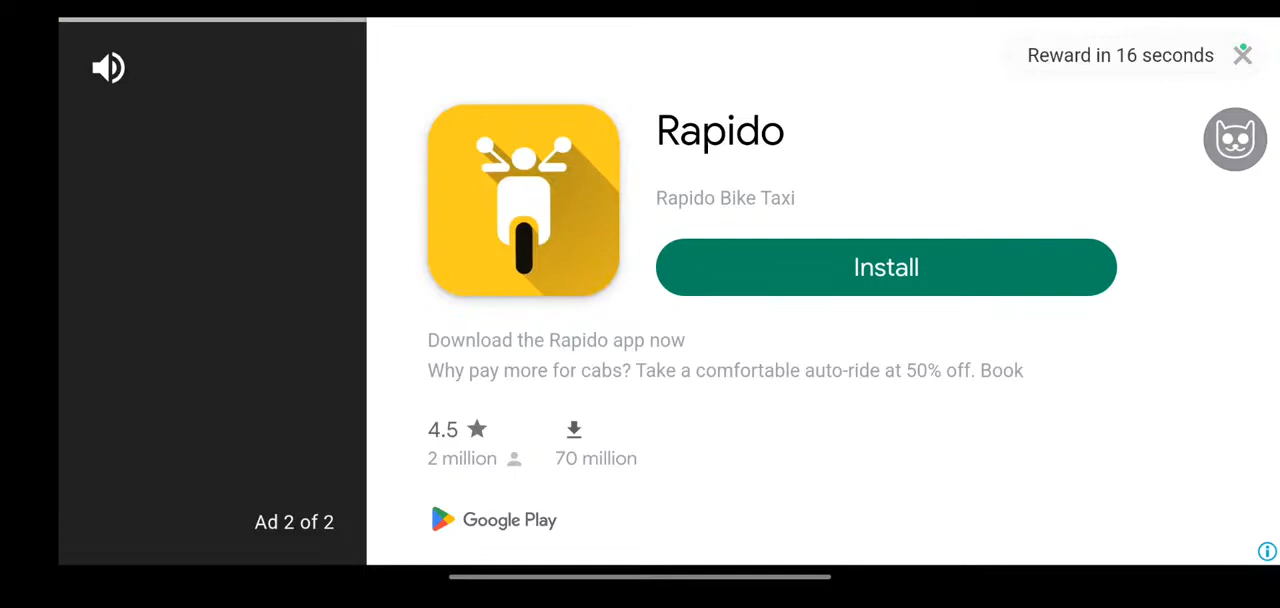 Reward in 16 seconds
Rapido
Rapido Bike Taxi
Install
Download the Rapido app now
Why pay more for cabs? Take a comfortable auto-ride at 50% off. Book
4.5
2 million
70 million
Ad 2 of 2
Google Play